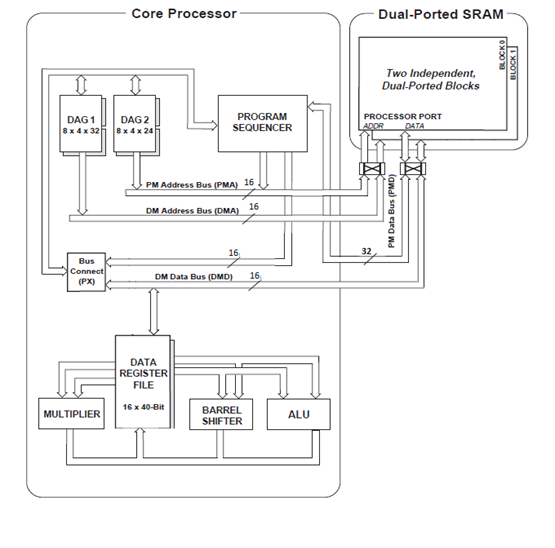 Core Processor
Dual-Ported SRAM
Two Independent,
Dual-Ported Blocks
BLOCK 0
BLOCK 1
PROCESSOR PORT
ADDR
DATA
DAG 1
8 x 4 x 32
DAG 2
8 x 4 x 24
PROGRAM
SEQUENCER
PM Address Bus (PMA)
16
DM Address Bus (DMA)
16
PM Data Bus (PMD)
Bus
Connect
(PX)
16
32
DM Data Bus (DMD)
16
DATA
REGISTER
FILE
16 x 40-Bit
MULTIPLIER
BARREL
SHIFTER
ALU